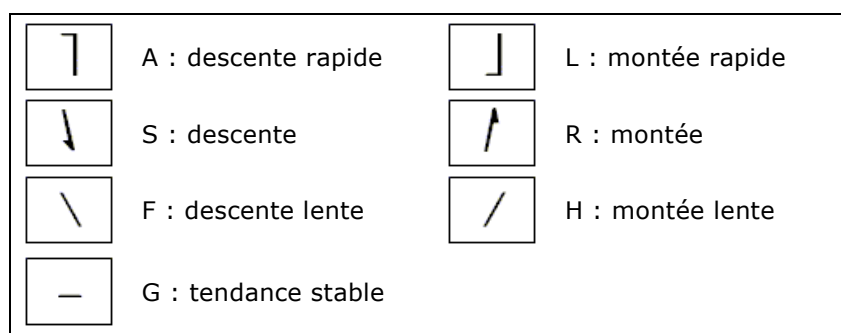 A : descente rapide
L : montée rapide
S : descente
R : montée
F : descente lente
H : montée lente
G : tendance stable